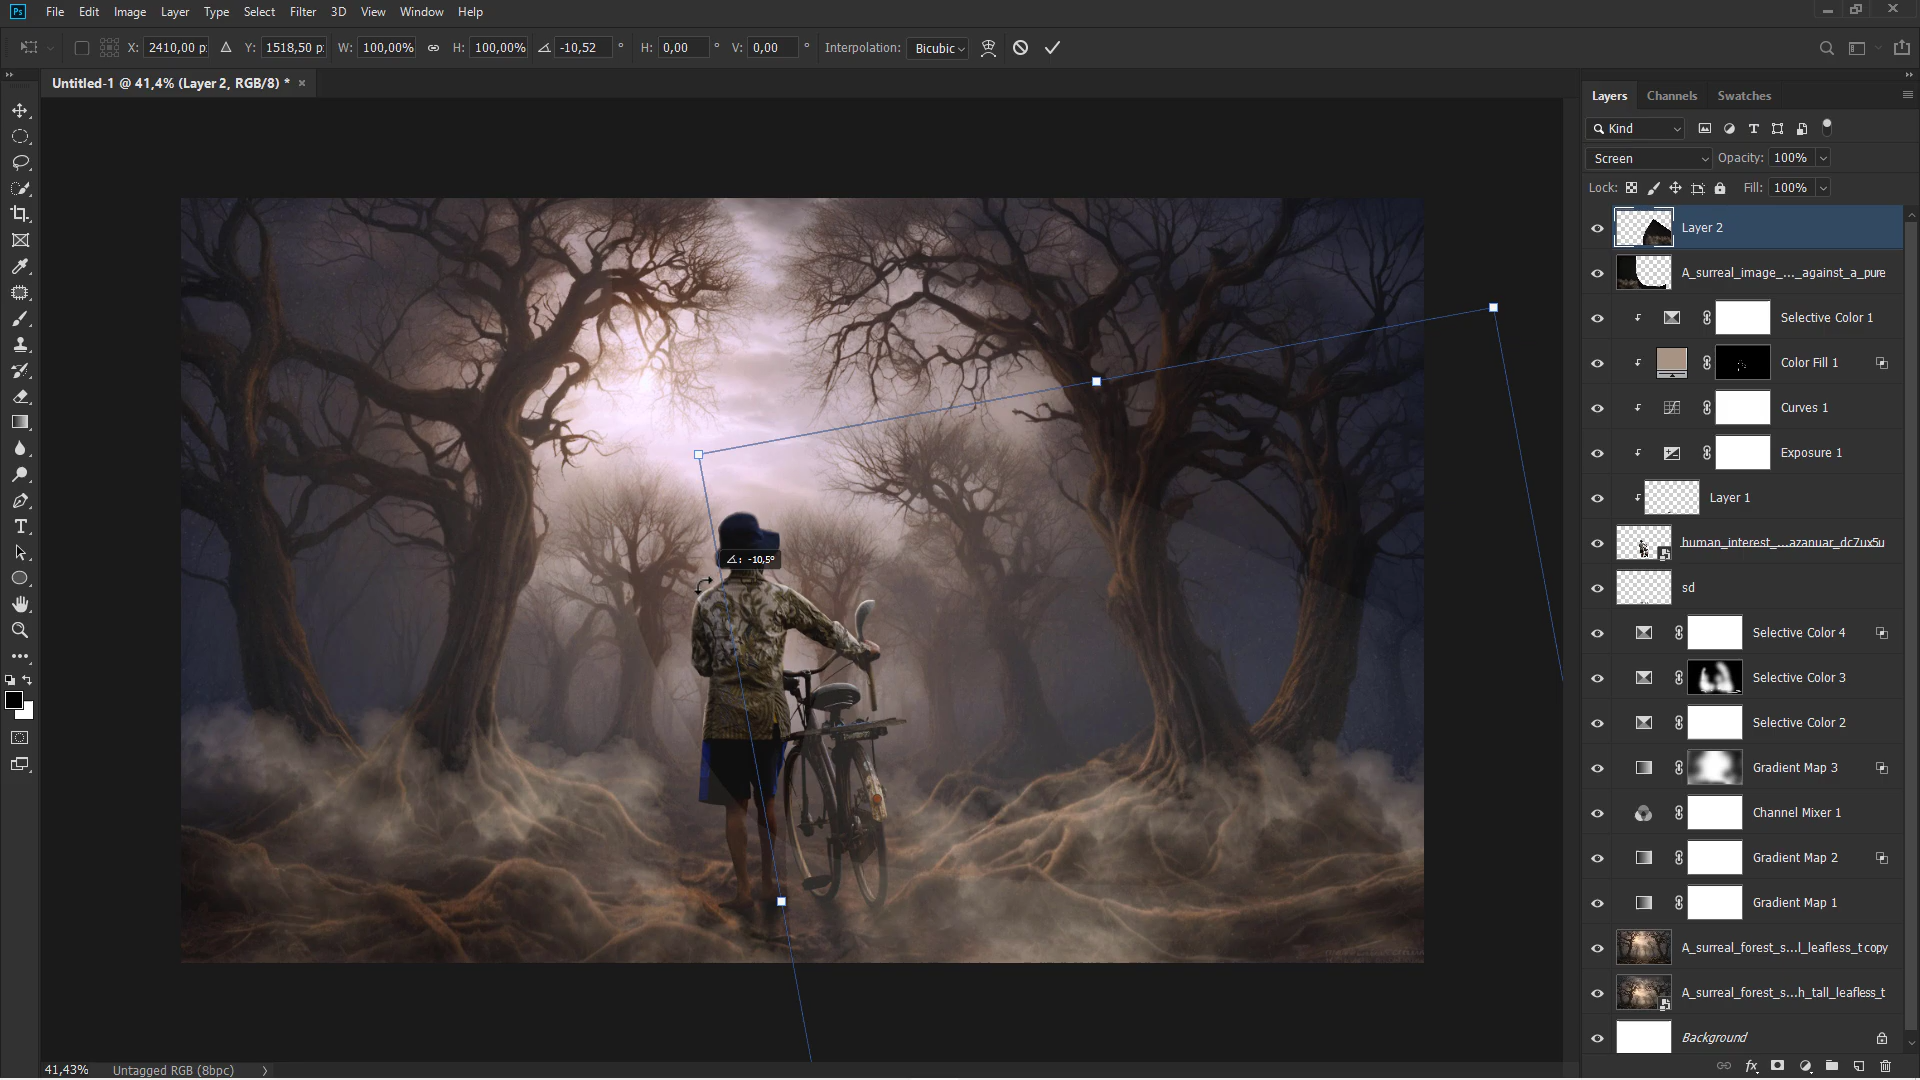 Ps File Edit Image Layer Type Select Filter 3D View Window Help
X: 2410,00 p: Y: 1518,50 p: W: 100,00% H: 100,00% -10,52 ° H: 0,00 ° V: 0,00 ° Interpolation: Bicubic
Untitled-1 @ 41,4% (Layer 2, RGB/8) * ×
Layers Channels Swatches
Kind
Screen Opacity: 100%
Lock: Fill: 100%
Layer 2
A_surreal_image_..._against_a_pure
Selective Color 1
Color Fill 1
Curves 1
Exposure 1
Layer 1
human_interest_...azanuar_dc7ux5u
: -10,5°
sd
Selective Color 4
Selective Color 3
Selective Color 2
Gradient Map 3
Channel Mixer 1
Gradient Map 2
Gradient Map 1
A_surreal_forest_s...l_leafless_t copy
A_surreal_forest_s...h_tall_leafless_t
Background
41,43% Untagged RGB (8bpc)
fx